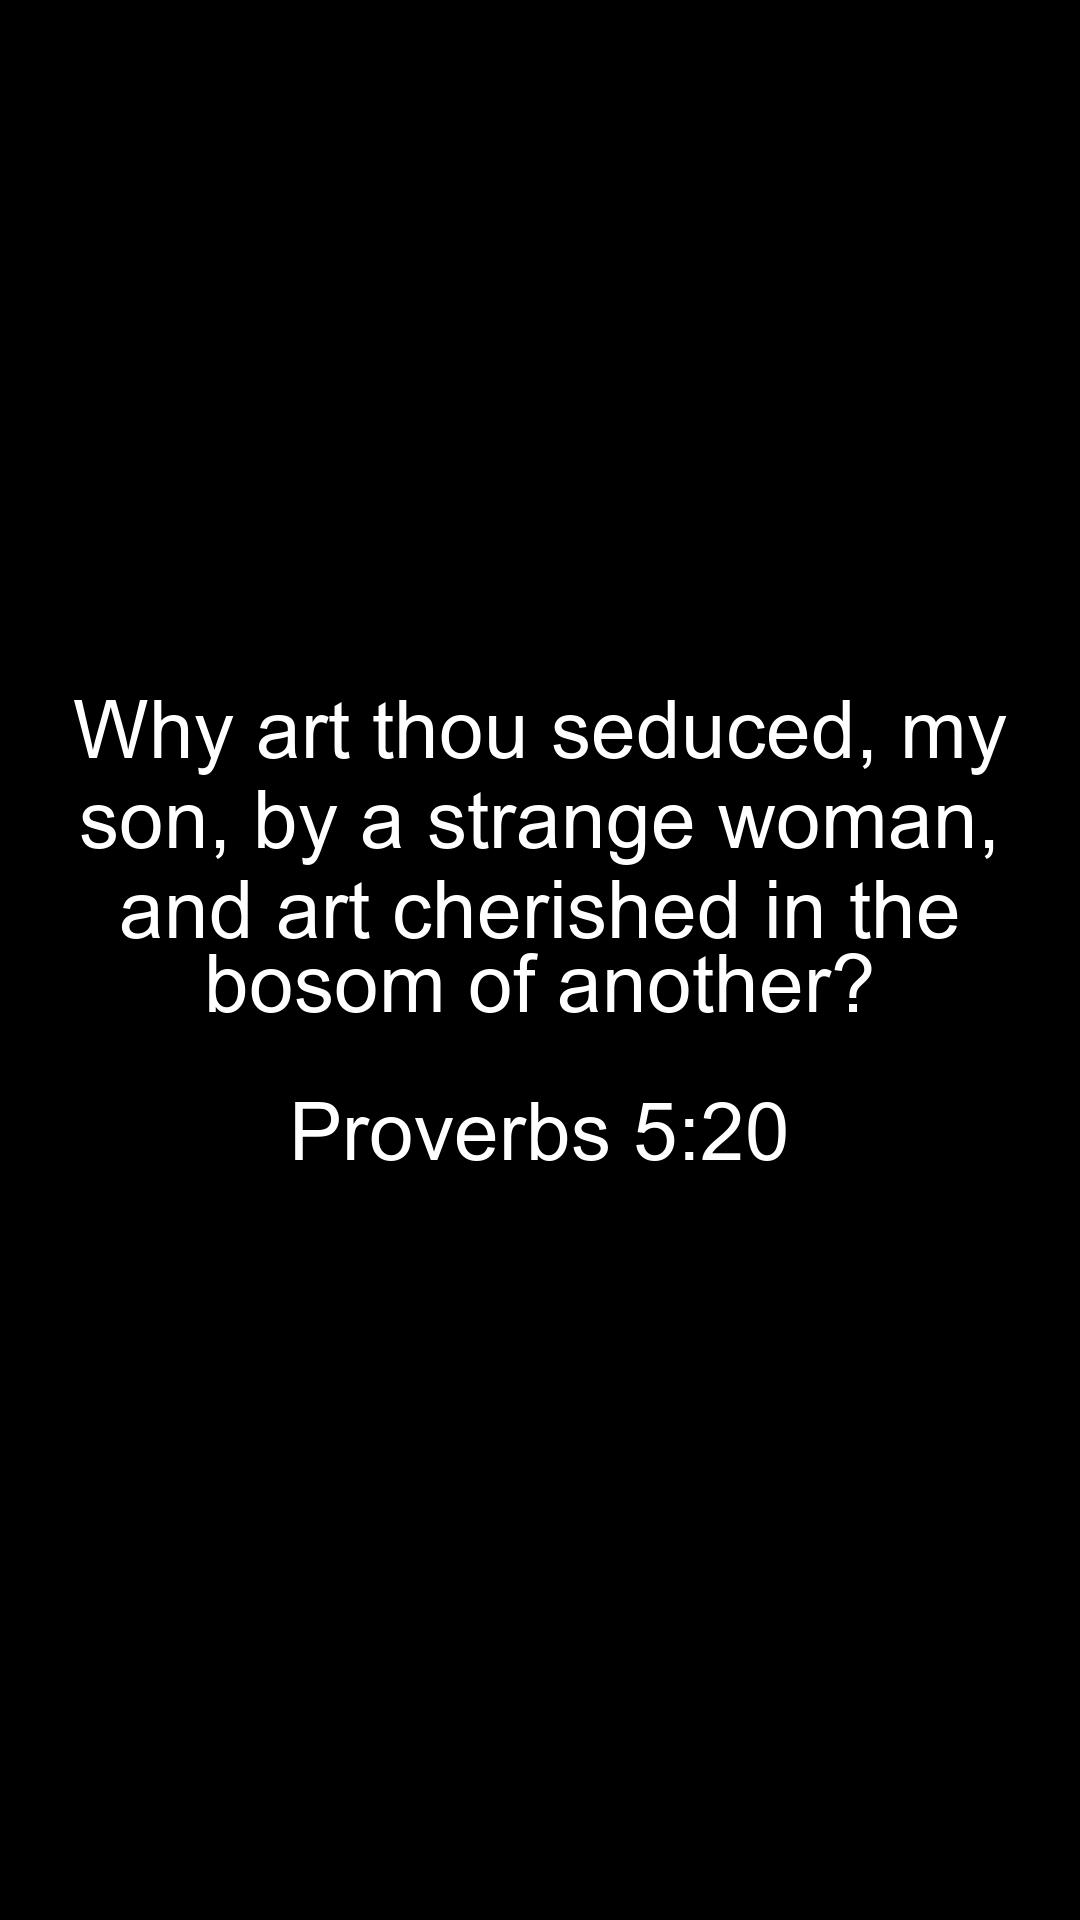 Why art thou seduced, my
son, by a strange woman,
and art cherished in the
bosom of another?
Proverbs 5:20